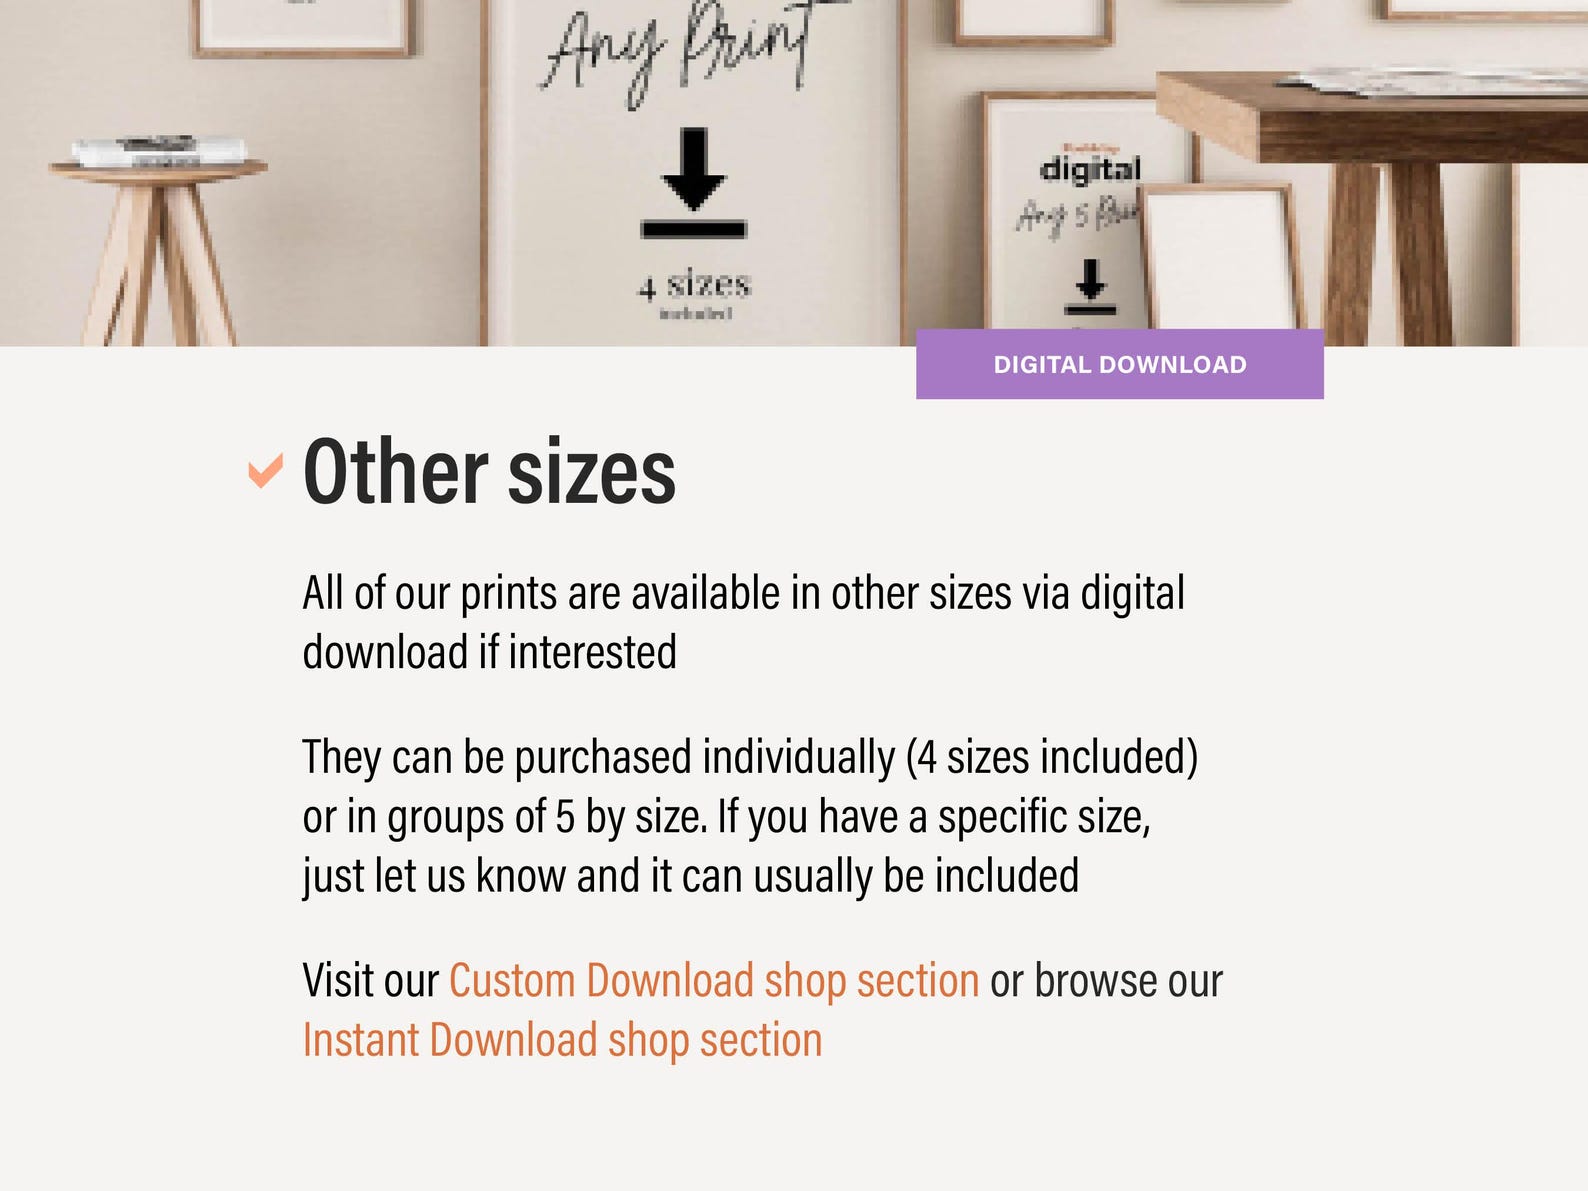 Any Print
4 sizes
included
digital
Any 5
DIGITAL DOWNLOAD
Other sizes
All of our prints are available in other sizes via digital
download if interested
They can be purchased individually (4 sizes included)
or in groups of 5 by size. If you have a specific size,
just let us know and it can usually be included
Visit our Custom Download shop section or browse our
Instant Download shop section